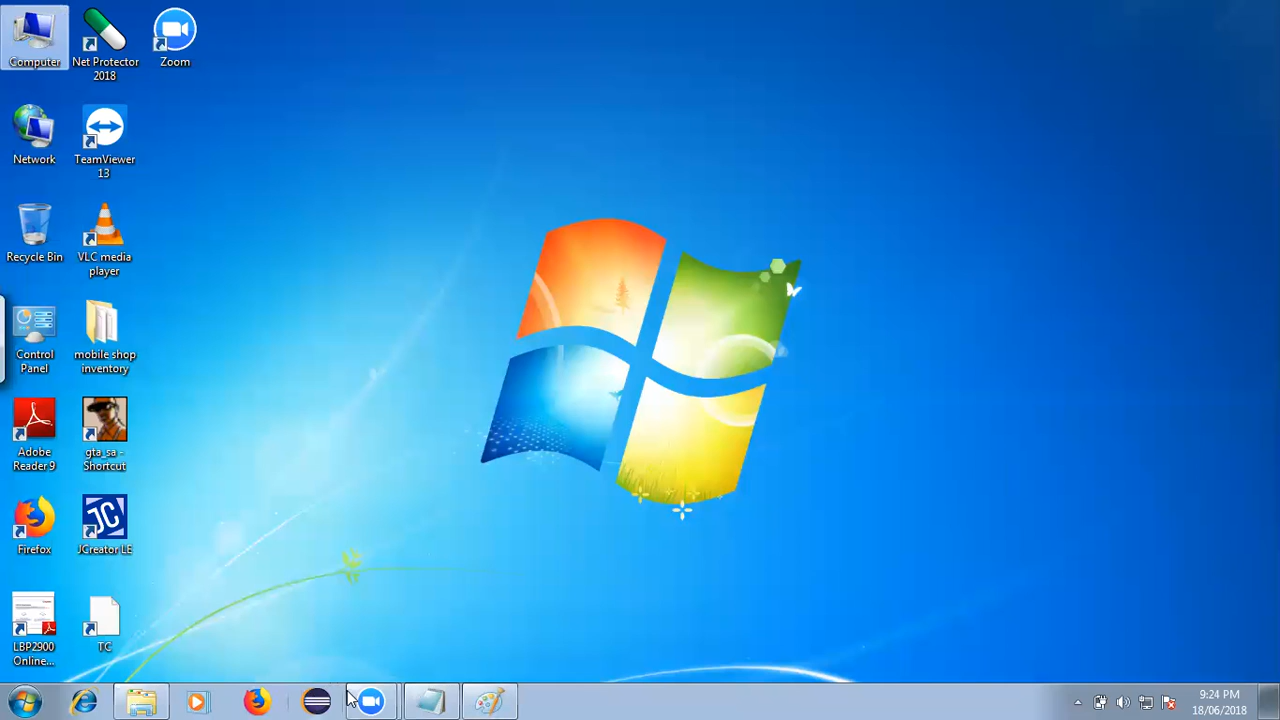 Computer
Net Protector
2018
Zoom
Network
TeamViewer
13
Recycle Bin
VLC media
player
Control
Panel
mobile shop
inventory
Adobe
Reader 9
gta_sa -
Shortcut
Firefox
JC
JCreator LE
LBP2900
Online...
TC
9:24 PM
18/06/2018